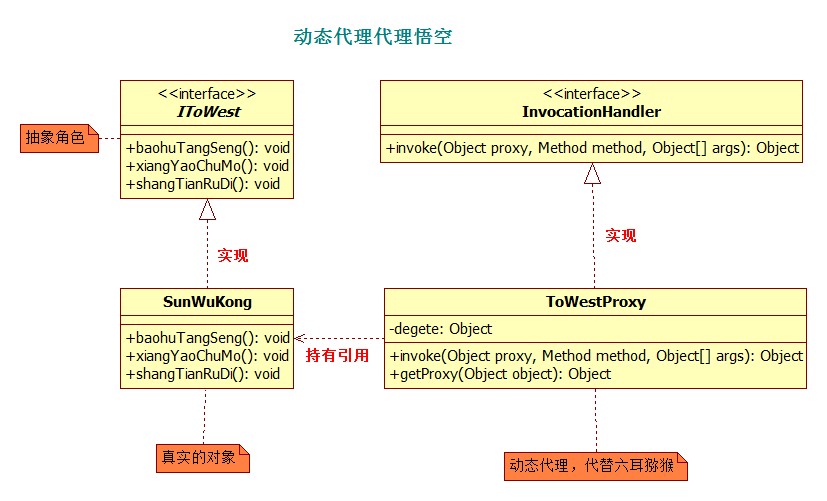 动态代理代理悟空
<<interface>>
IToWest
+baohuTangSeng(): void
+xiangYaoChuMo(): void
+shangTianRuDi(): void
抽象角色
<<interface>>
InvocationHandler
+invoke(Object proxy, Method method, Object[] args): Object
实现
实现
SunWuKong
+baohuTangSeng(): void
+xiangYaoChuMo(): void
+shangTianRuDi(): void
持有引用
ToWestProxy
-degete: Object
+invoke(Object proxy, Method method, Object[] args): Object
+getProxy(Object object): Object
真实的对象
动态代理，代替六耳猕猴